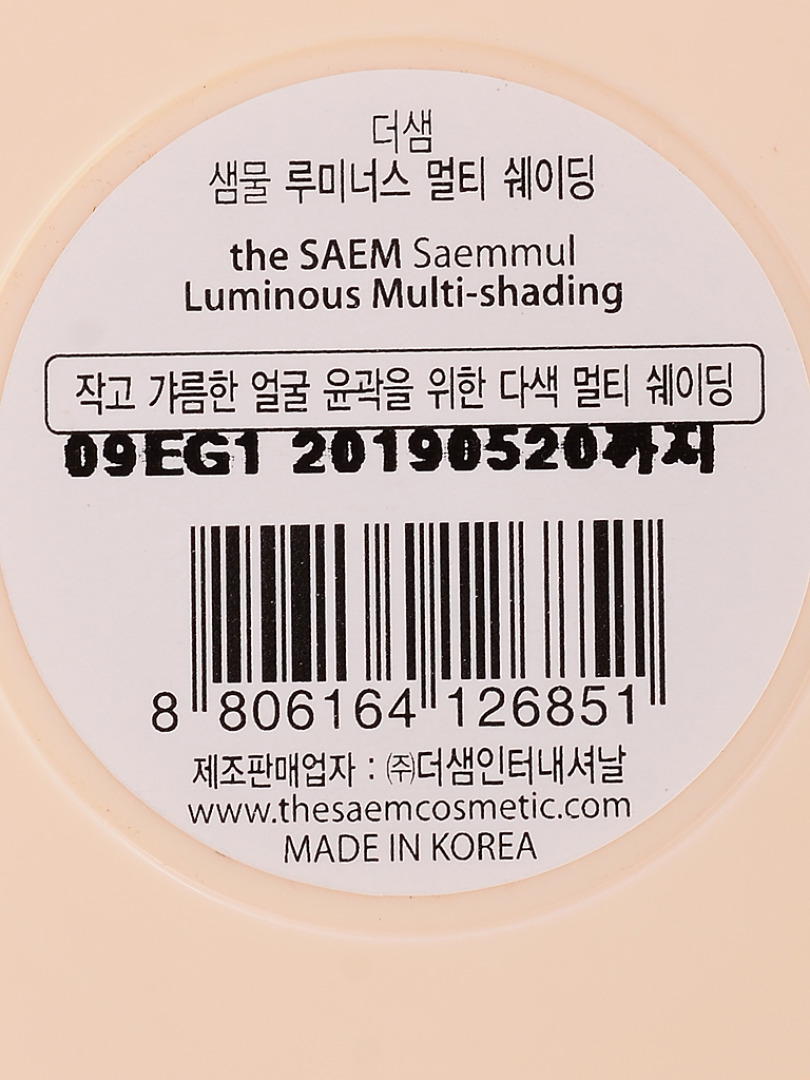 더샘
샘물 루미너스 멀티 쉐이딩
the SAEM Saemmul
Luminous Multi-shading
작고 갸름한 얼굴 윤곽을 위한 다색 멀티 쉐이딩
09EG1 20190520까지
8 806164 126851
제조판매업자 : ㈜더샘인터내셔날
www.thesaemcosmetic.com
MADE IN KOREA